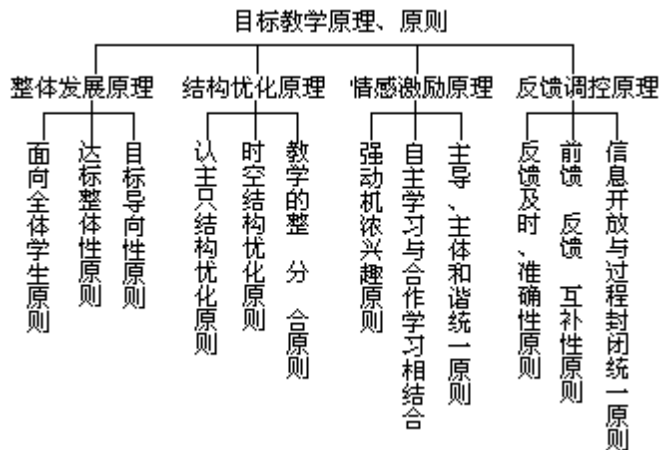 目标教学原理、原则
整体发展原理
结构优化原理
情感激励原理
反馈调控原理
面向全体学生原则
达标整体性原则
目标导向性原则
认主只结构优化原则
时空结构优化原则
教学的整 分 合原则
强动机浓兴趣原则
自主学习与合作学习相结合
主导、主体和谐统一原则
反馈及时、准确性原则
前馈 反馈 互补性原则
信息开放与过程封闭统一原则